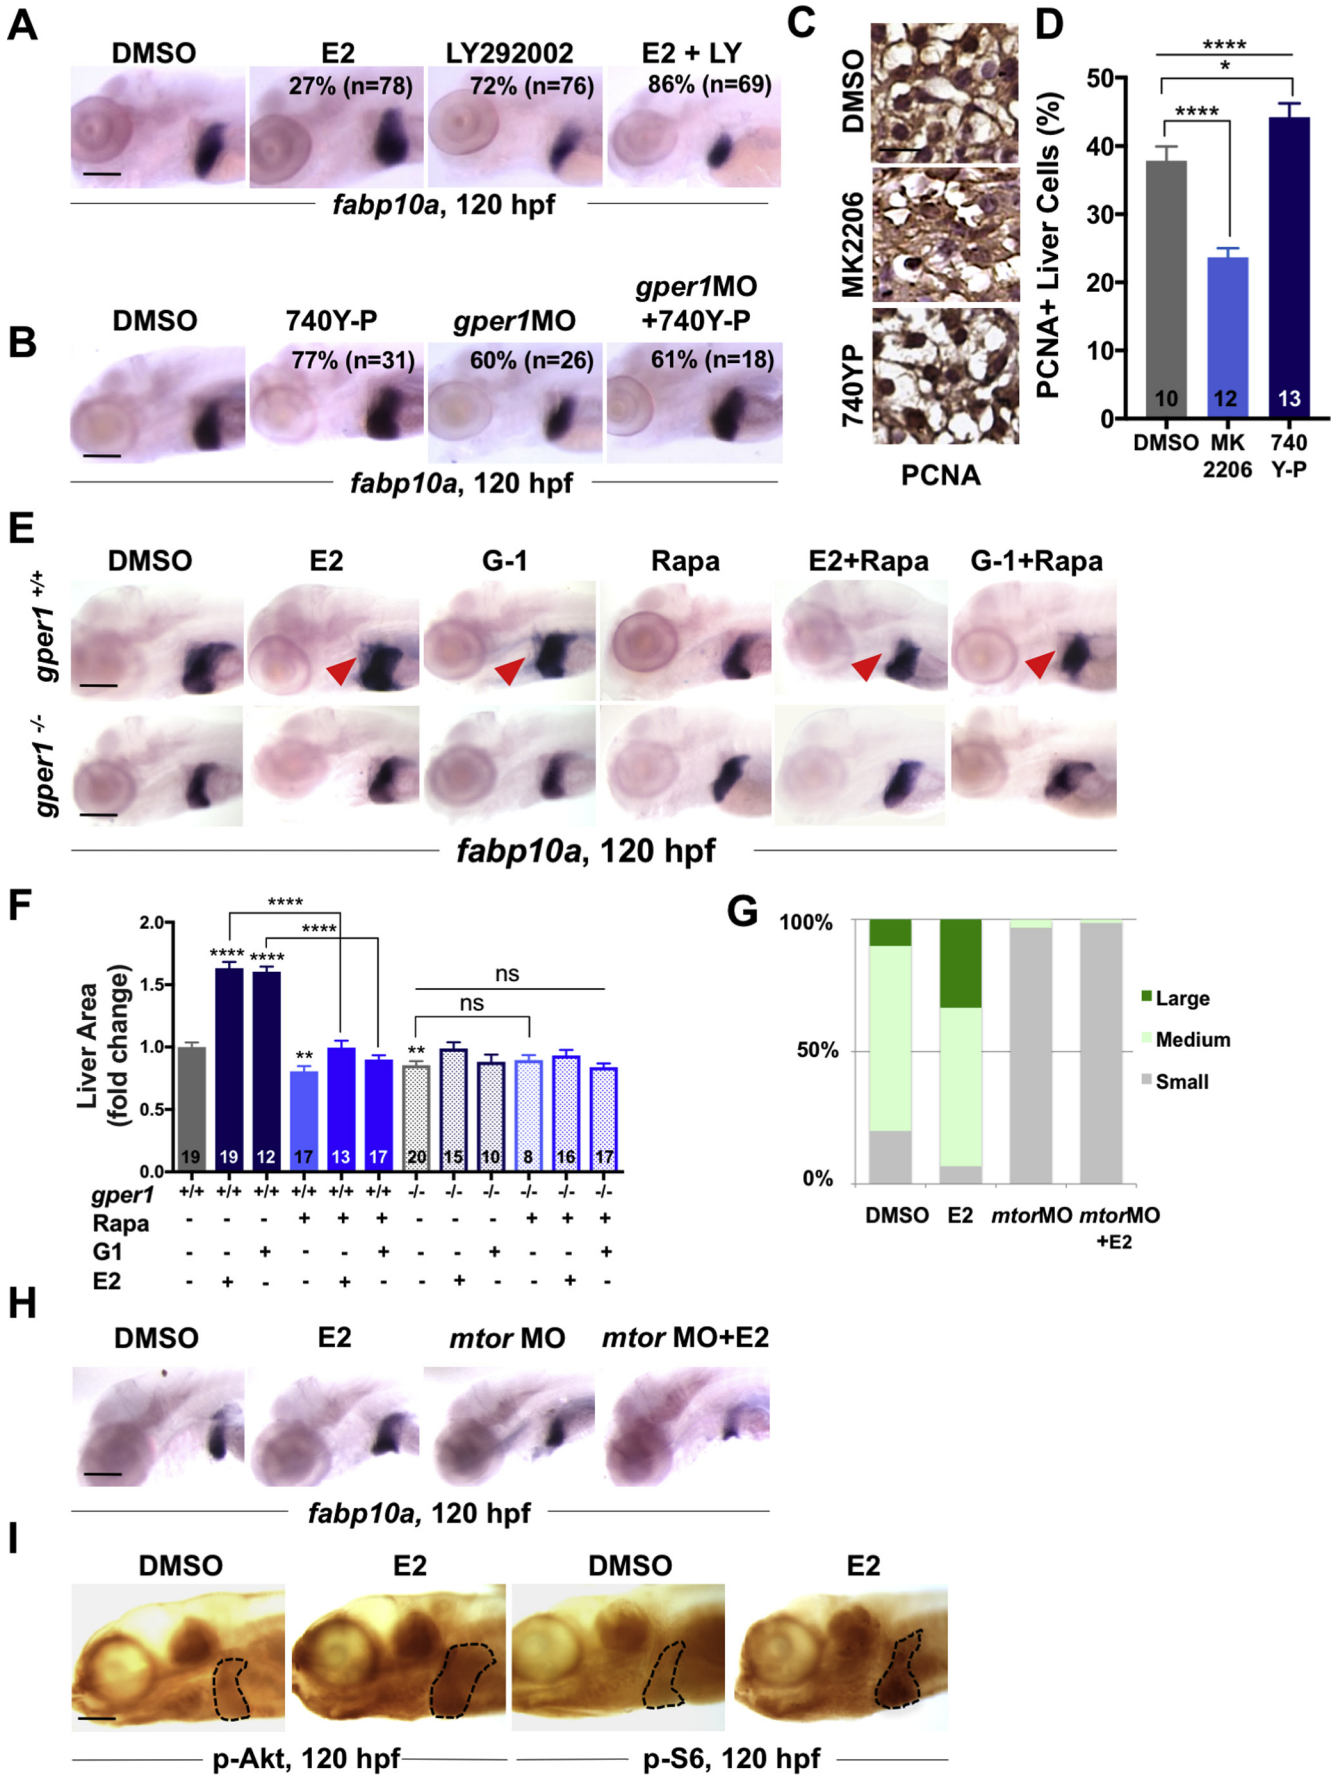 A
DMSO E2 LY292002 E2 + LY
27% (n=78) 72% (n=76) 86% (n=69)
fabp10a, 120 hpf
B
DMSO 740Y-P gper1MO gper1MO
+740Y-P
77% (n=31) 60% (n=26) 61% (n=18)
fabp10a, 120 hpf
C
DMSO
MK2206
740YP
PCNA
D
PCNA+ Liver Cells (%)
****
*
****
50
40
30
20
10
0
10 12 13
DMSO MK 740
2206 Y-P
E
DMSO E2 G-1 Rapa E2+Rapa G-1+Rapa
gper1 +/+
gper1 -/-
fabp10a, 120 hpf
F
Liver Area
(fold change)
2.0
1.5
1.0
0.5
0.0
****
****
**** ****
** **
ns
ns
19 19 12 17 13 17 20 15 10 8 16 17
gper1 +/+ +/+ +/+ +/+ +/+ +/+ -/- -/- -/- -/- -/- -/-
Rapa - - - + + + - - - + + +
G1 - - + - - + - - + - - +
E2 - + - - + - - + - - + -
G
100%
50%
0%
Large
Medium
Small
DMSO E2 mtorMO mtorMO
+E2
H
DMSO E2 mtor MO mtor MO+E2
fabp10a, 120 hpf
I
DMSO E2 DMSO E2
p-Akt, 120 hpf p-S6, 120 hpf